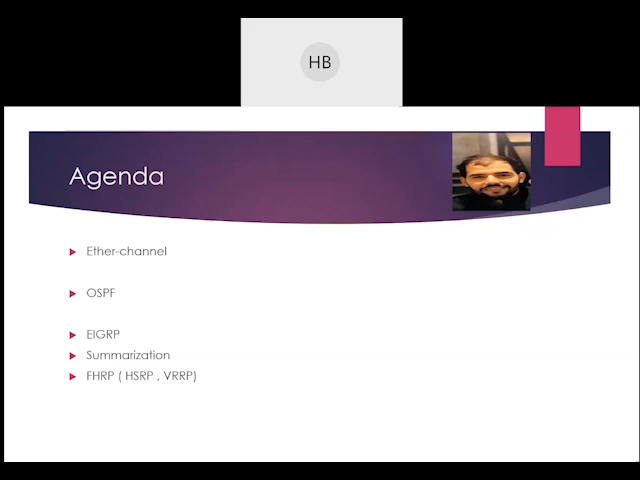 HB
Agenda
Ether-channel
OSPF
EIGRP
Summarization
FHRP ( HSRP , VRRP)